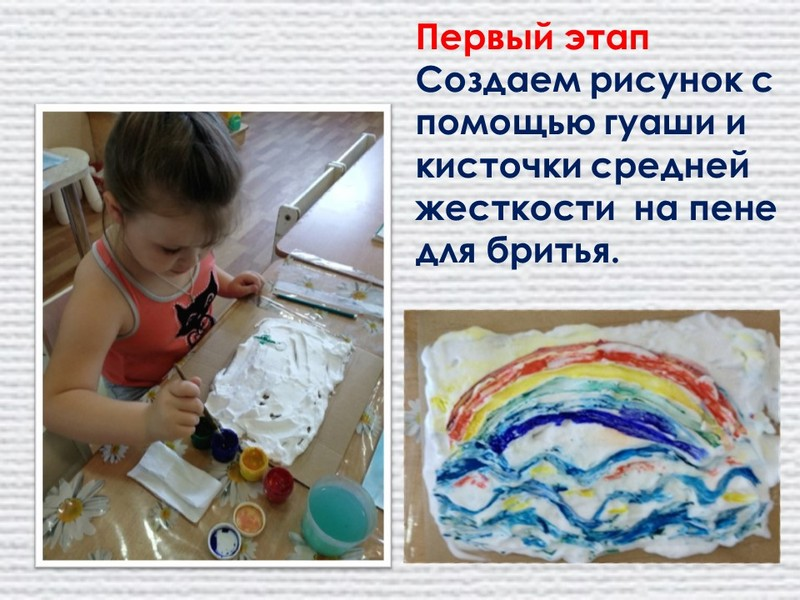 Первый этап
Создаем рисунок с
помощью гуаши и
кисточки средней
жесткости на пене
для бритья.